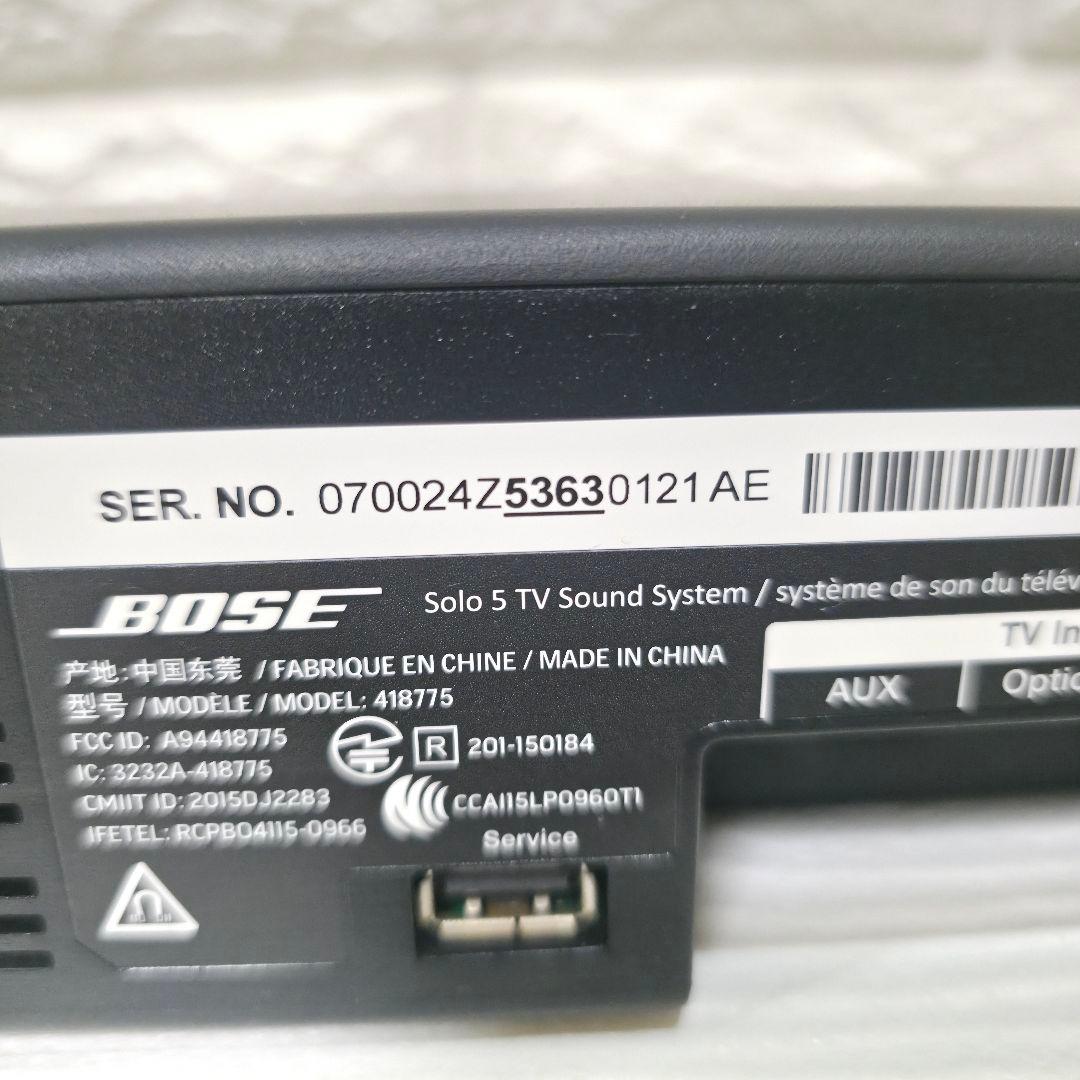 SER. NO. 070024Z53630121AE
BOSE Solo 5 TV Sound System / système de son du télév
产地:中国东莞 / FABRIQUE EN CHINE / MADE IN CHINA
型号 / MODÈLE / MODEL: 418775
FCC ID: A94418775
R 201-150184
IC: 3232A-418775
CMIIT ID: 2015DJ2283
CCAI15LP0960T1
IFETEL: RCPBO4115-0966
Service
TV In
AUX
Optic